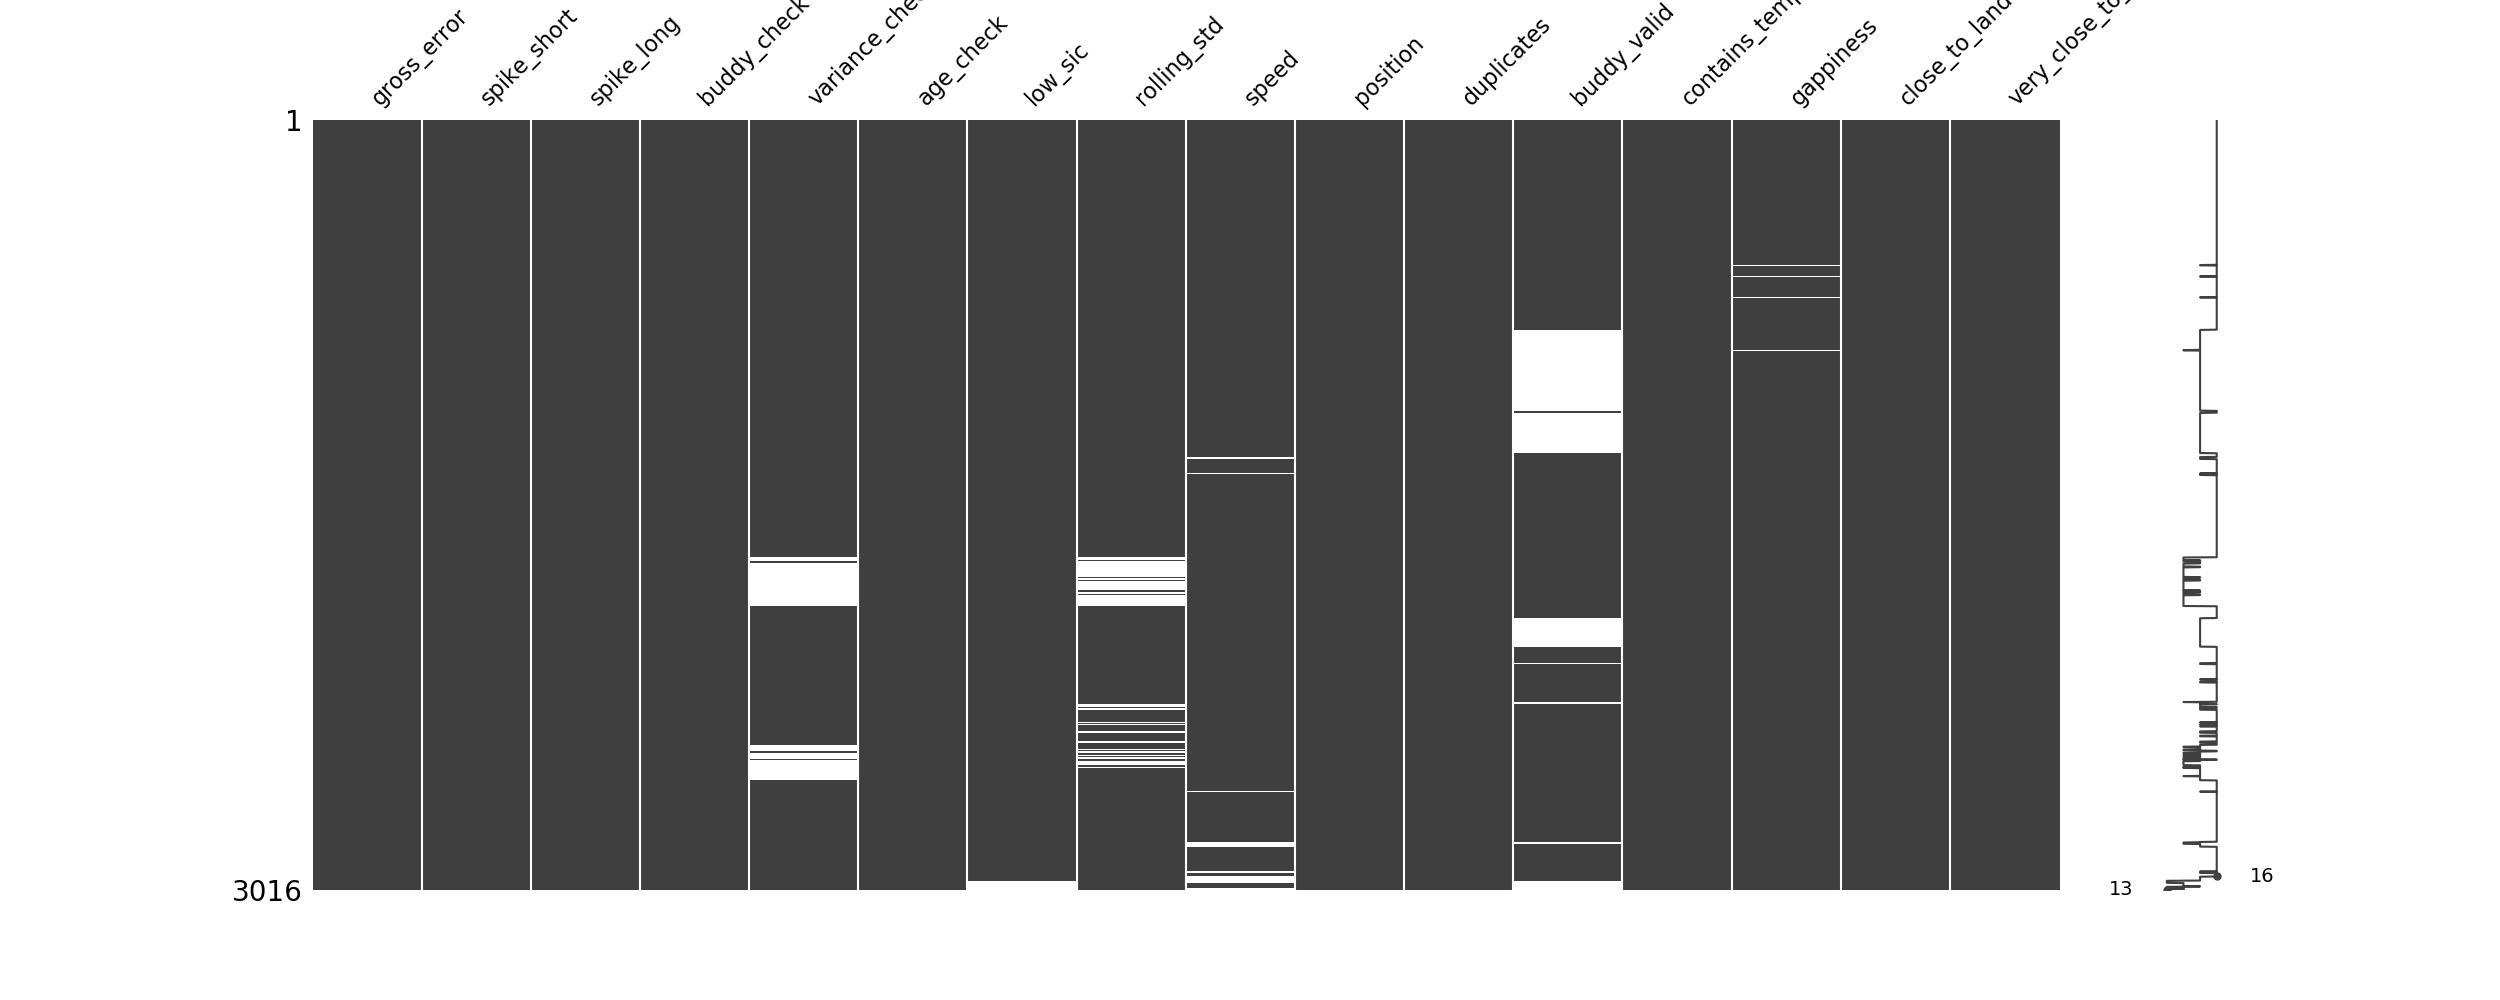 gross_error
spike_short
spike_long
buddy_check
variance_che
age_check
low_sic
rolling_std
speed
position
duplicates
buddy_valid
contains_temp
gappiness
close_to_land
very_close_to_
1
3016
16
13